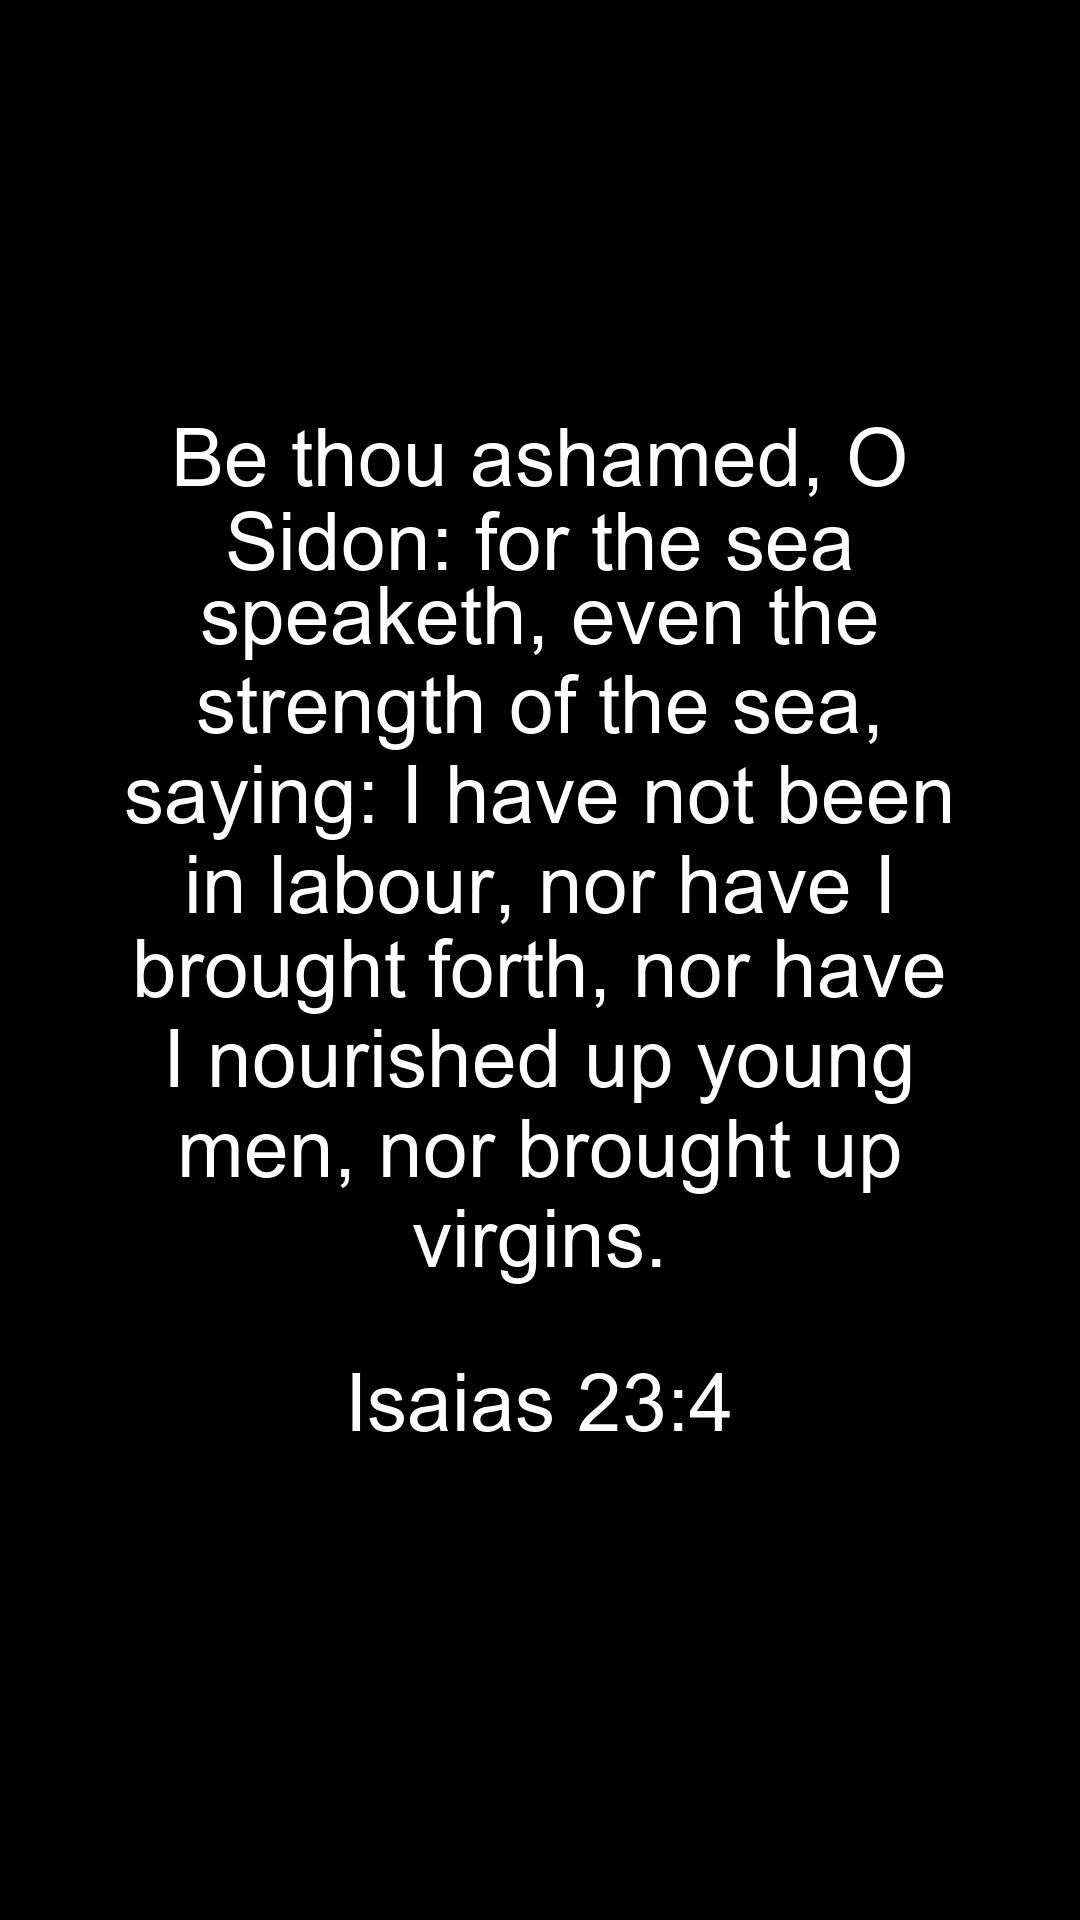 Be thou ashamed, O
Sidon: for the sea
speaketh, even the
strength of the sea,
saying: I have not been
in labour, nor have I
brought forth, nor have
I nourished up young
men, nor brought up
virgins.
Isaias 23:4